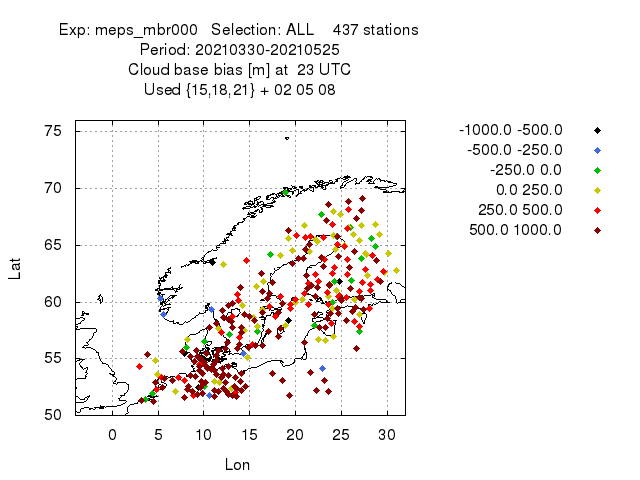 Exp: meps_mbr000 Selection: ALL 437 stations
Period: 20210330-20210525
Cloud base bias [m] at 23 UTC
Used {15,18,21} + 02 05 08
75
70
65
60
55
50
Lat
0 5 10 15 20 25 30
Lon
-1000.0 -500.0
-500.0 -250.0
-250.0 0.0
0.0 250.0
250.0 500.0
500.0 1000.0